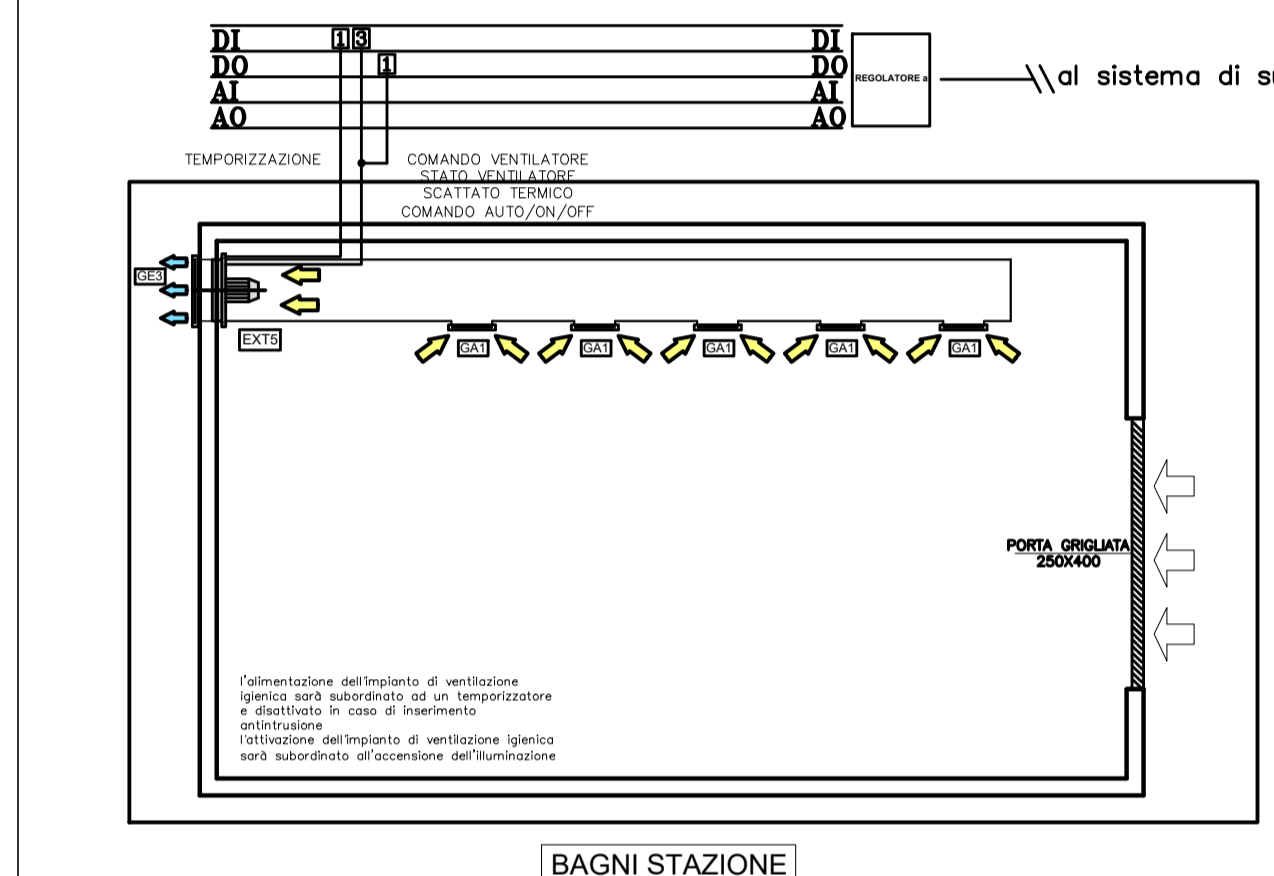 DI 1 3 DI
DO 1 DO
AI AI
AO AO
REGOLATORE a
al sistema di su
TEMPORIZZAZIONE
COMANDO VENTILATORE
STATO VENTILATORE
SCATTATO TERMICO
COMANDO AUTO/ON/OFF
GE3
EXT5
GA1 GA1 GA1 GA1 GA1
PORTA GRIGLIATA
250X400
l'alimentazione dell'impianto di ventilazione
igienica sarà subordinato ad un temporizzatore
e disattivato in caso di inserimento
antintrusione
l'attivazione dell'impianto di ventilazione igienica
sarà subordinato all'accensione dell'illuminazione
BAGNI STAZIONE